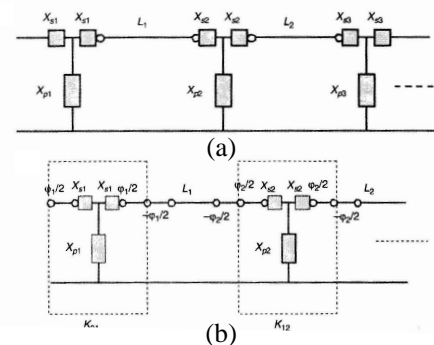 Xs1 Xs1 L1 Xs2 Xs2 L2 Xs3 Xs3
Xp1 Xp2 Xp3
(a)
φ1/2 Xs1 Xs1 φ1/2 L1 φ2/2 Xs2 Xs2 φ2/2 L2
−φ1/2 −φ2/2 −φ2/2
Xp1 Xp2
K12
(b)